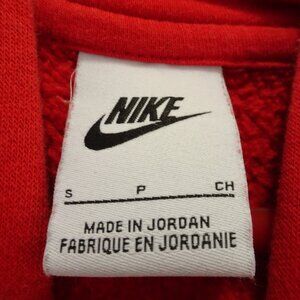 NIKE
S P CH
MADE IN JORDAN
FABRIQUE EN JORDANIE